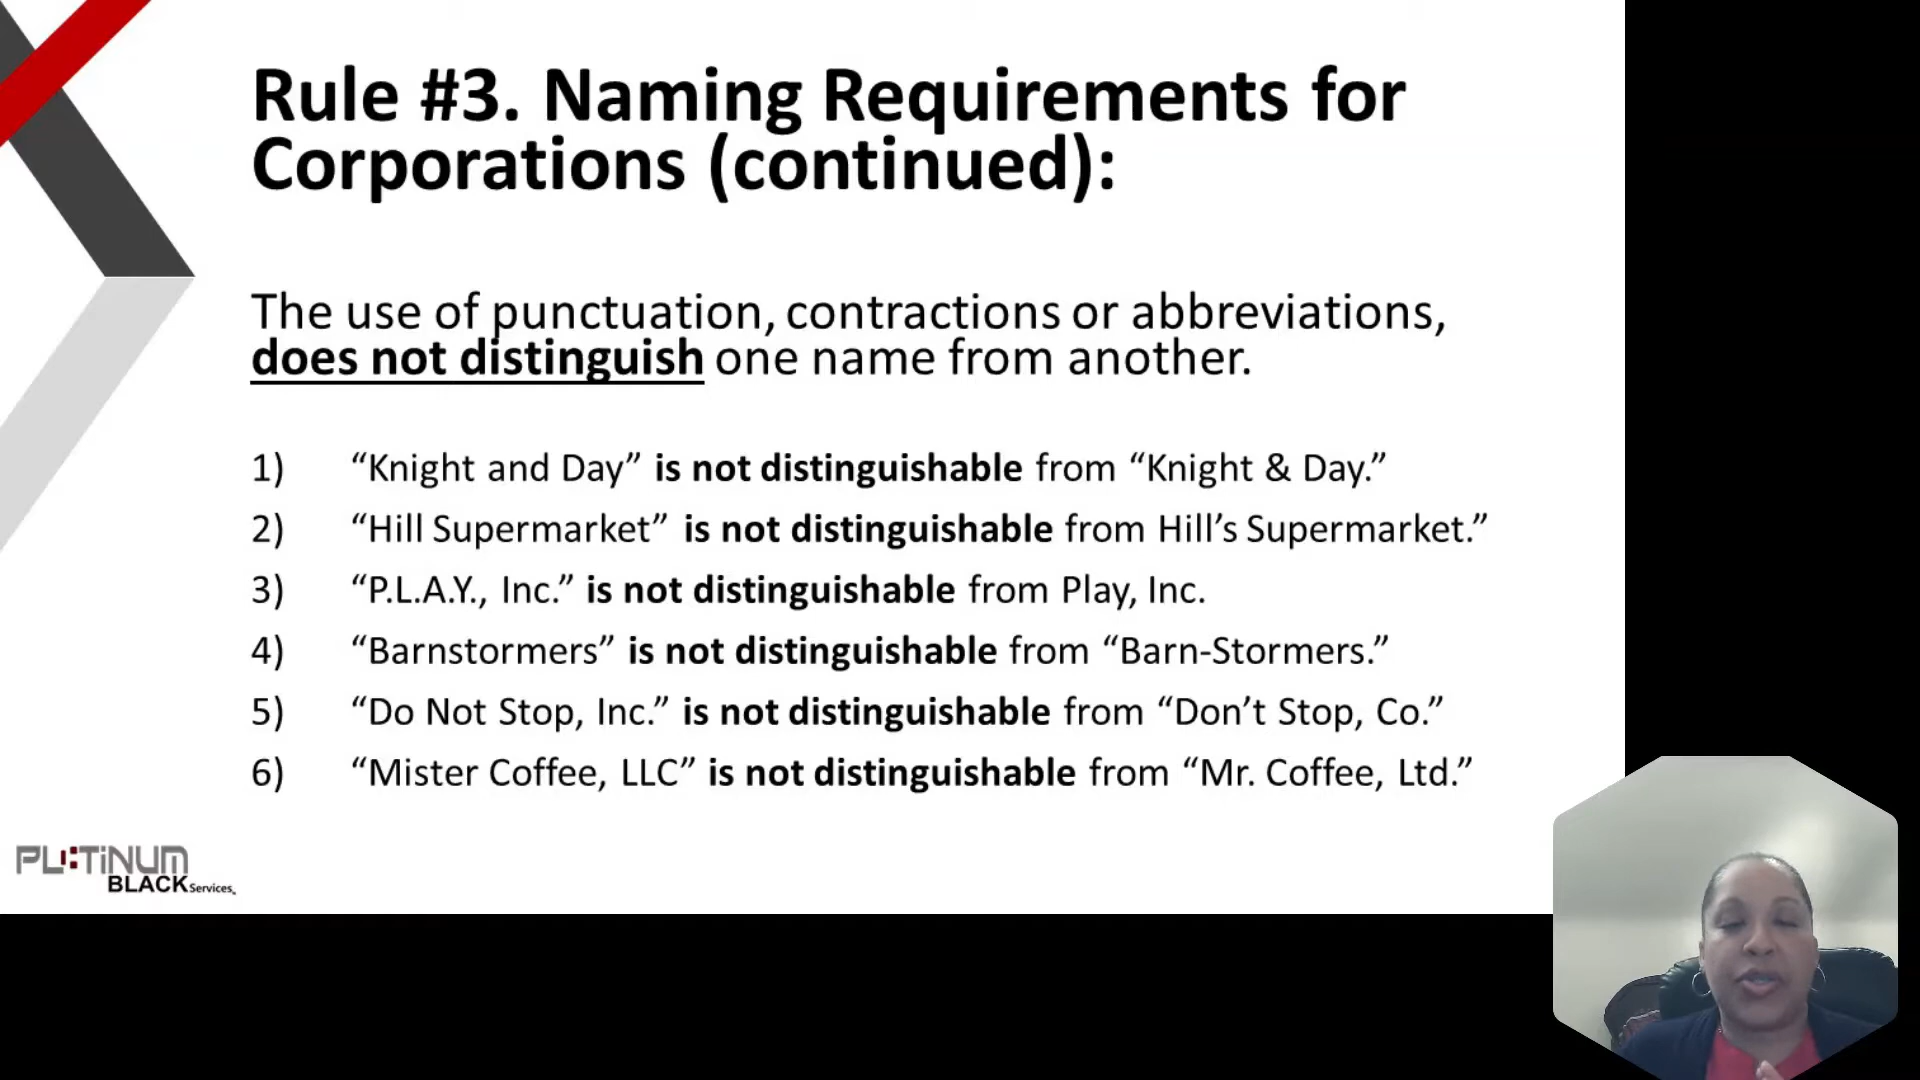 Rule #3. Naming Requirements for
Corporations (continued):
The use of punctuation, contractions or abbreviations,
does not distinguish one name from another.
1) “Knight and Day” is not distinguishable from “Knight & Day.”
2) “Hill Supermarket” is not distinguishable from Hill’s Supermarket.”
3) “P.L.A.Y., Inc.” is not distinguishable from Play, Inc.
4) “Barnstormers” is not distinguishable from “Barn-Stormers.”
5) “Do Not Stop, Inc.” is not distinguishable from “Don’t Stop, Co.”
6) “Mister Coffee, LLC” is not distinguishable from “Mr. Coffee, Ltd.”
PLATINUM
BLACK Services